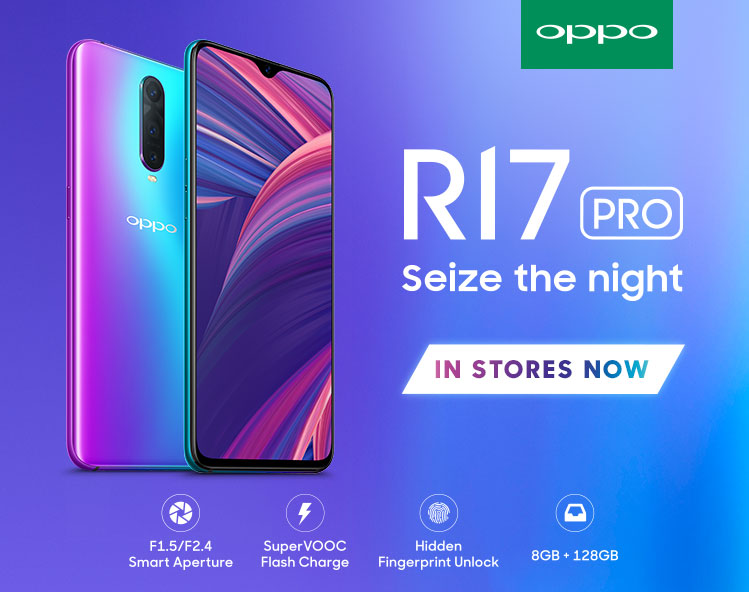 oppo
oppo
R17 PRO
Seize the night
IN STORES NOW
F1.5/F2.4
Smart Aperture
SuperVOOC
Flash Charge
Hidden
Fingerprint Unlock
8GB + 128GB